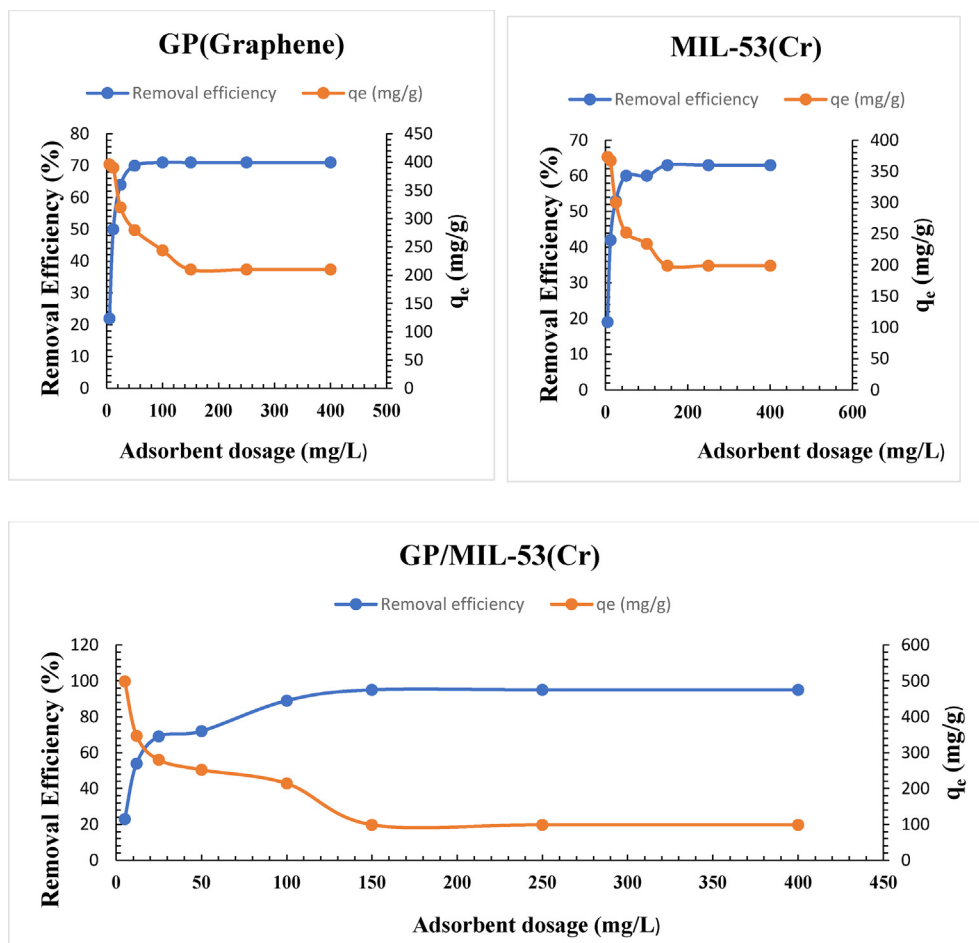 GP(Graphene)
Removal efficiency qe (mg/g)
Removal Efficiency (%)
80
70
60
50
40
30
20
10
0
450
400
350
300
250
200
150
100
50
0
qe (mg/g)
0 100 200 300 400 500
Adsorbent dosage (mg/L)
MIL-53(Cr)
Removal efficiency qe (mg/g)
Removal Efficiency (%)
70
60
50
40
30
20
10
0
400
350
300
250
200
150
100
50
0
qe (mg/g)
0 200 400 600
Adsorbent dosage (mg/L)
GP/MIL-53(Cr)
Removal efficiency qe (mg/g)
Removal Efficiency (%)
120
100
80
60
40
20
0
600
500
400
300
200
100
0
qe (mg/g)
0 50 100 150 200 250 300 350 400 450
Adsorbent dosage (mg/L)